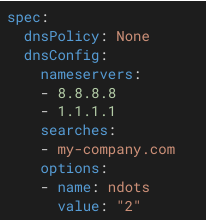 spec:
  dnsPolicy: None
  dnsConfig:
    nameservers:
    - 8.8.8.8
    - 1.1.1.1
    searches:
    - my-company.com
    options:
    - name: ndots
      value: "2"